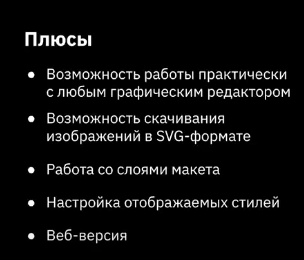 Плюсы
● Возможность работы практически
с любым графическим редактором
● Возможность скачивания
изображений в SVG-формате
● Работа со слоями макета
● Настройка отображаемых стилей
● Веб-версия